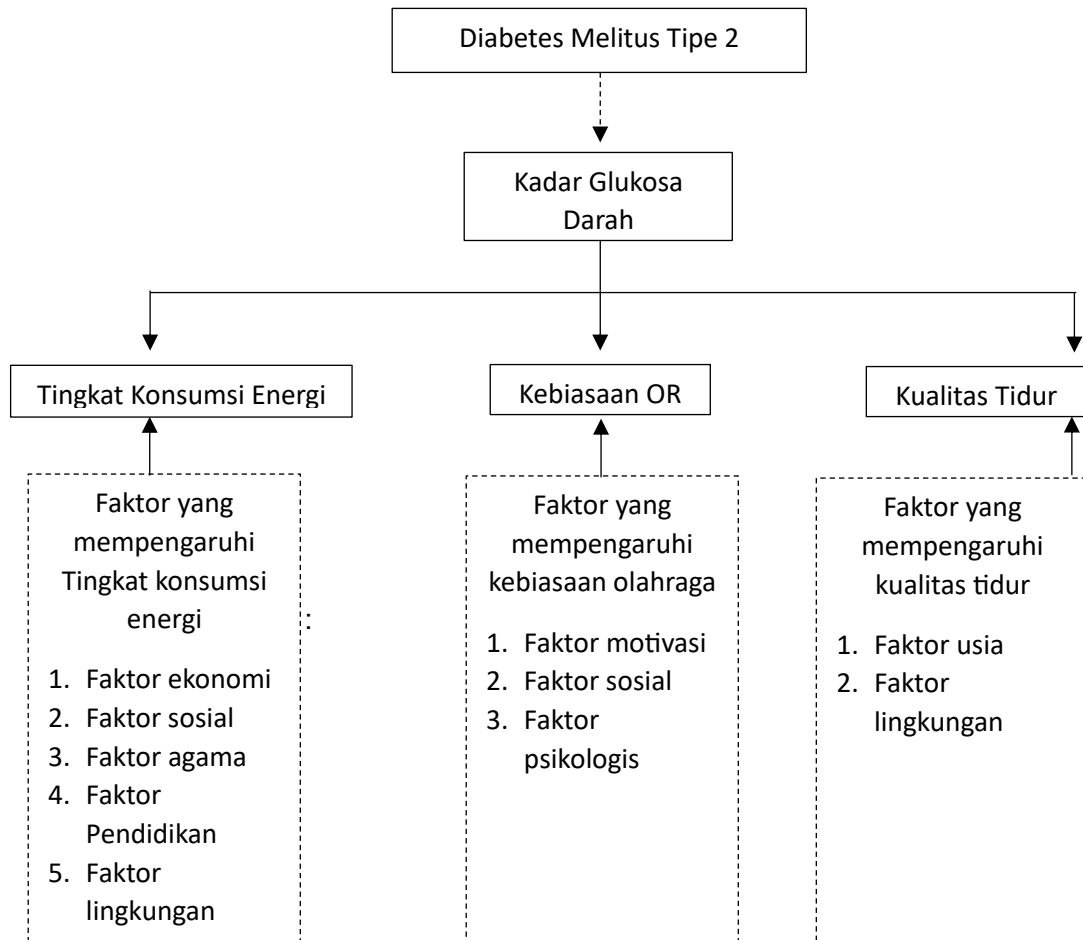 Diabetes Melitus Tipe 2
Kadar Glukosa
Darah
Tingkat Konsumsi Energi
Kebiasaan OR
Kualitas Tidur
Faktor yang
mempengaruhi
Tingkat konsumsi
energi
:
1. Faktor ekonomi
2. Faktor sosial
3. Faktor agama
4. Faktor
Pendidikan
5. Faktor
lingkungan
Faktor yang
mempengaruhi
kebiasaan olahraga
1. Faktor motivasi
2. Faktor sosial
3. Faktor
psikologis
Faktor yang
mempengaruhi
kualitas tidur
1. Faktor usia
2. Faktor
lingkungan